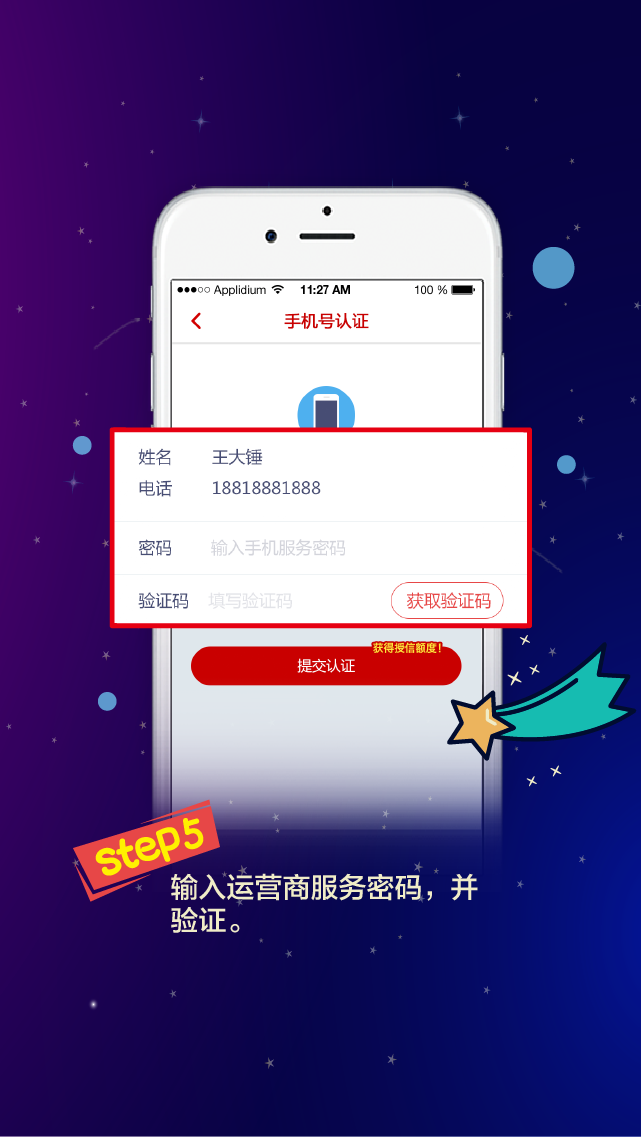 Applidium 11:27 AM 100 %
手机号认证
姓名 王大锤
电话 18818881888
密码 输入手机服务密码
验证码 填写验证码 获取验证码
获得授信额度!
提交认证
step5
输入运营商服务密码，并
验证。